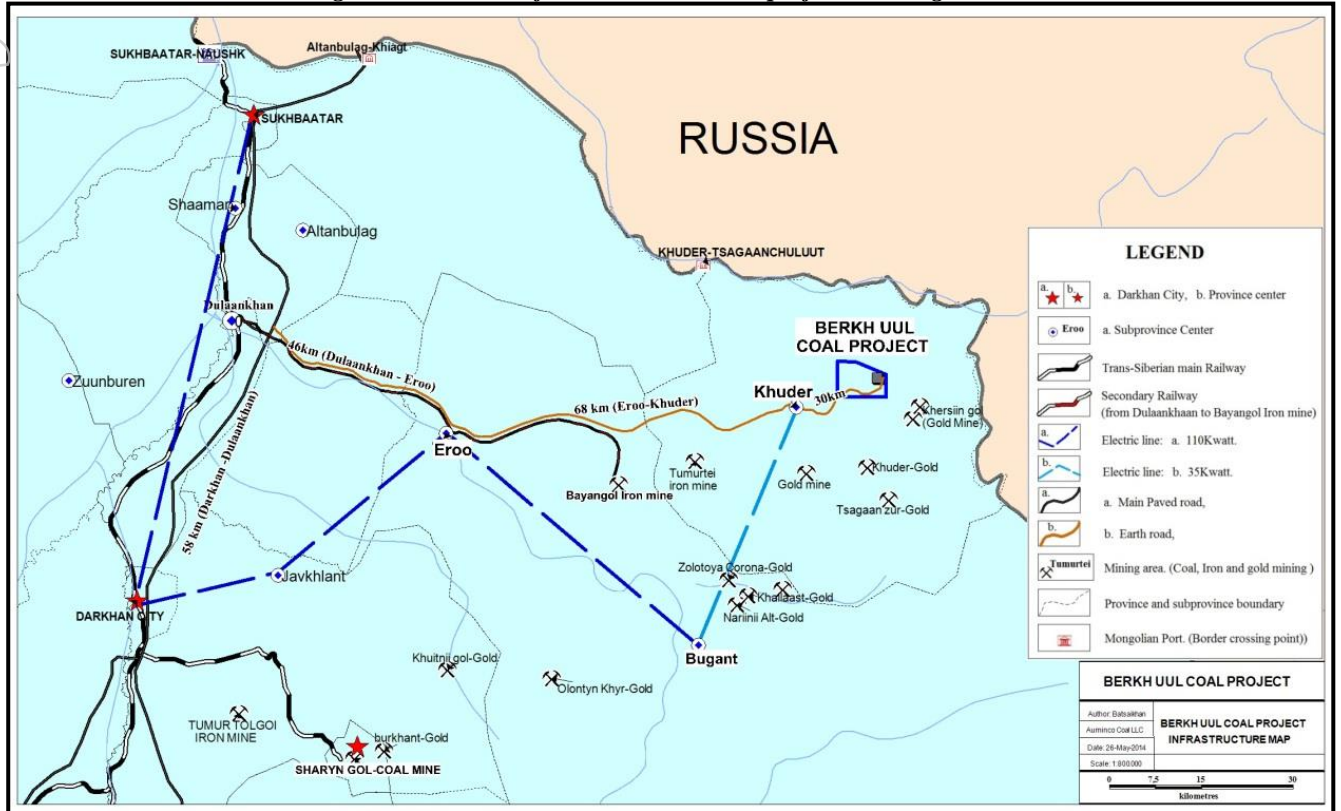 SUKHBAATAR-NAUSHK
Altanbulag-Khiagt
SUKHBAATAR
RUSSIA
Shaamar
Altanbulag
KHUDER-TSAGAANCHULUUT
Dulaankhan
46km (Dulaankhan - Eroo)
BERKH UUL
COAL PROJECT
Zuunburen
68 km (Eroo-Khuder)
Khuder
30km
Khersiin gol
(Gold Mine)
58 km (Darkhan -Dulaankhan)
Eroo
Tumurtei
iron mine
Khuder-Gold
Gold mine
Bayangol Iron mine
Tsagaan zur-Gold
Javkhlant
Zolotoya Corona-Gold
Khailaast-Gold
Nariinii Alt-Gold
DARKHAN CITY
Bugant
Khuitnii gol-Gold
Olontyn Khyr-Gold
TUMUR TOLGOI
IRON MINE
burkhant-Gold
SHARYN GOL-COAL MINE
LEGEND
a. b. a. Darkhan City, b. Province center
Eroo a. Subprovince Center
Trans-Siberian main Railway
Secondary Railway
(from Dulaankhaan to Bayangol Iron mine)
a. Electric line: a. 110Kwatt.
b. Electric line: b. 35Kwatt.
a. a. Main Paved road,
b. b. Earth road,
Tumurtei Mining area. (Coal, Iron and gold mining )
Province and subprovince boundary
Mongolian Port. (Border crossing point))
BERKH UUL COAL PROJECT
Author: Batsaikhan
Auminco Coal LLC
Date: 26-May-2014
Scale: 1:800000
BERKH UUL COAL PROJECT
INFRASTRUCTURE MAP
0 7,5 15 30
kilometres